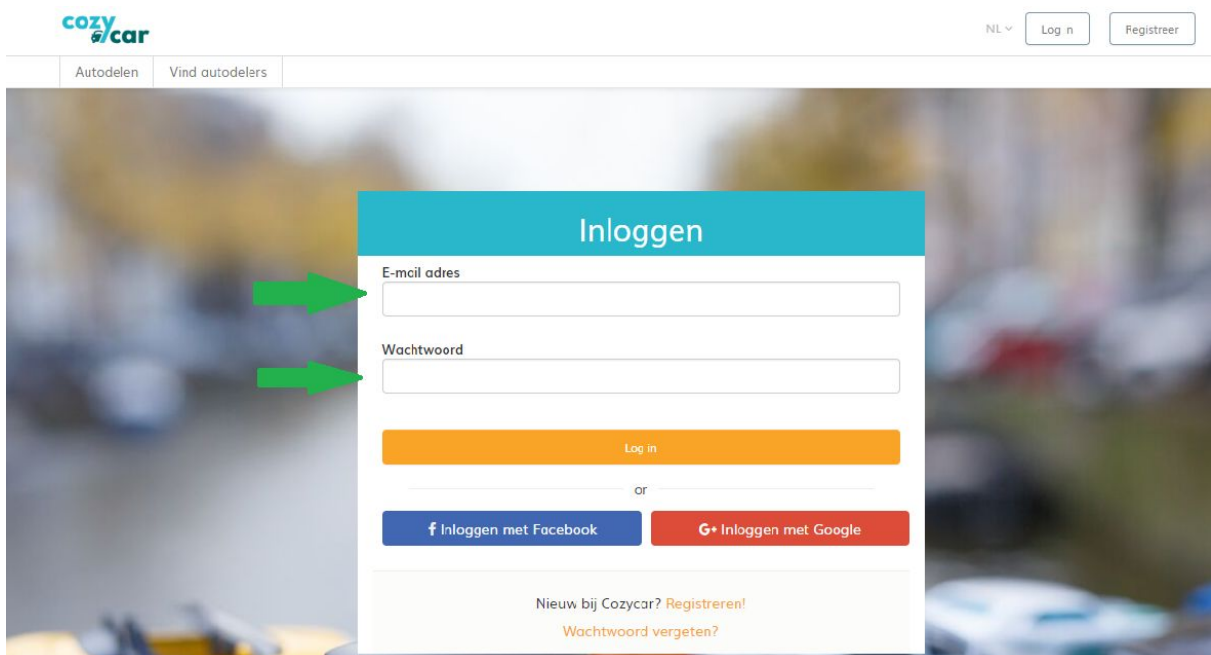 cozy
car
NL
Log n
Registreer
Autodelen
Vind autodelers
Inloggen
E-mail adres
Wachtwoord
Log in
or
f Inloggen met Facebook
G+ Inloggen met Google
Nieuw bij Cozycar? Registreren!
Wachtwoord vergeten?